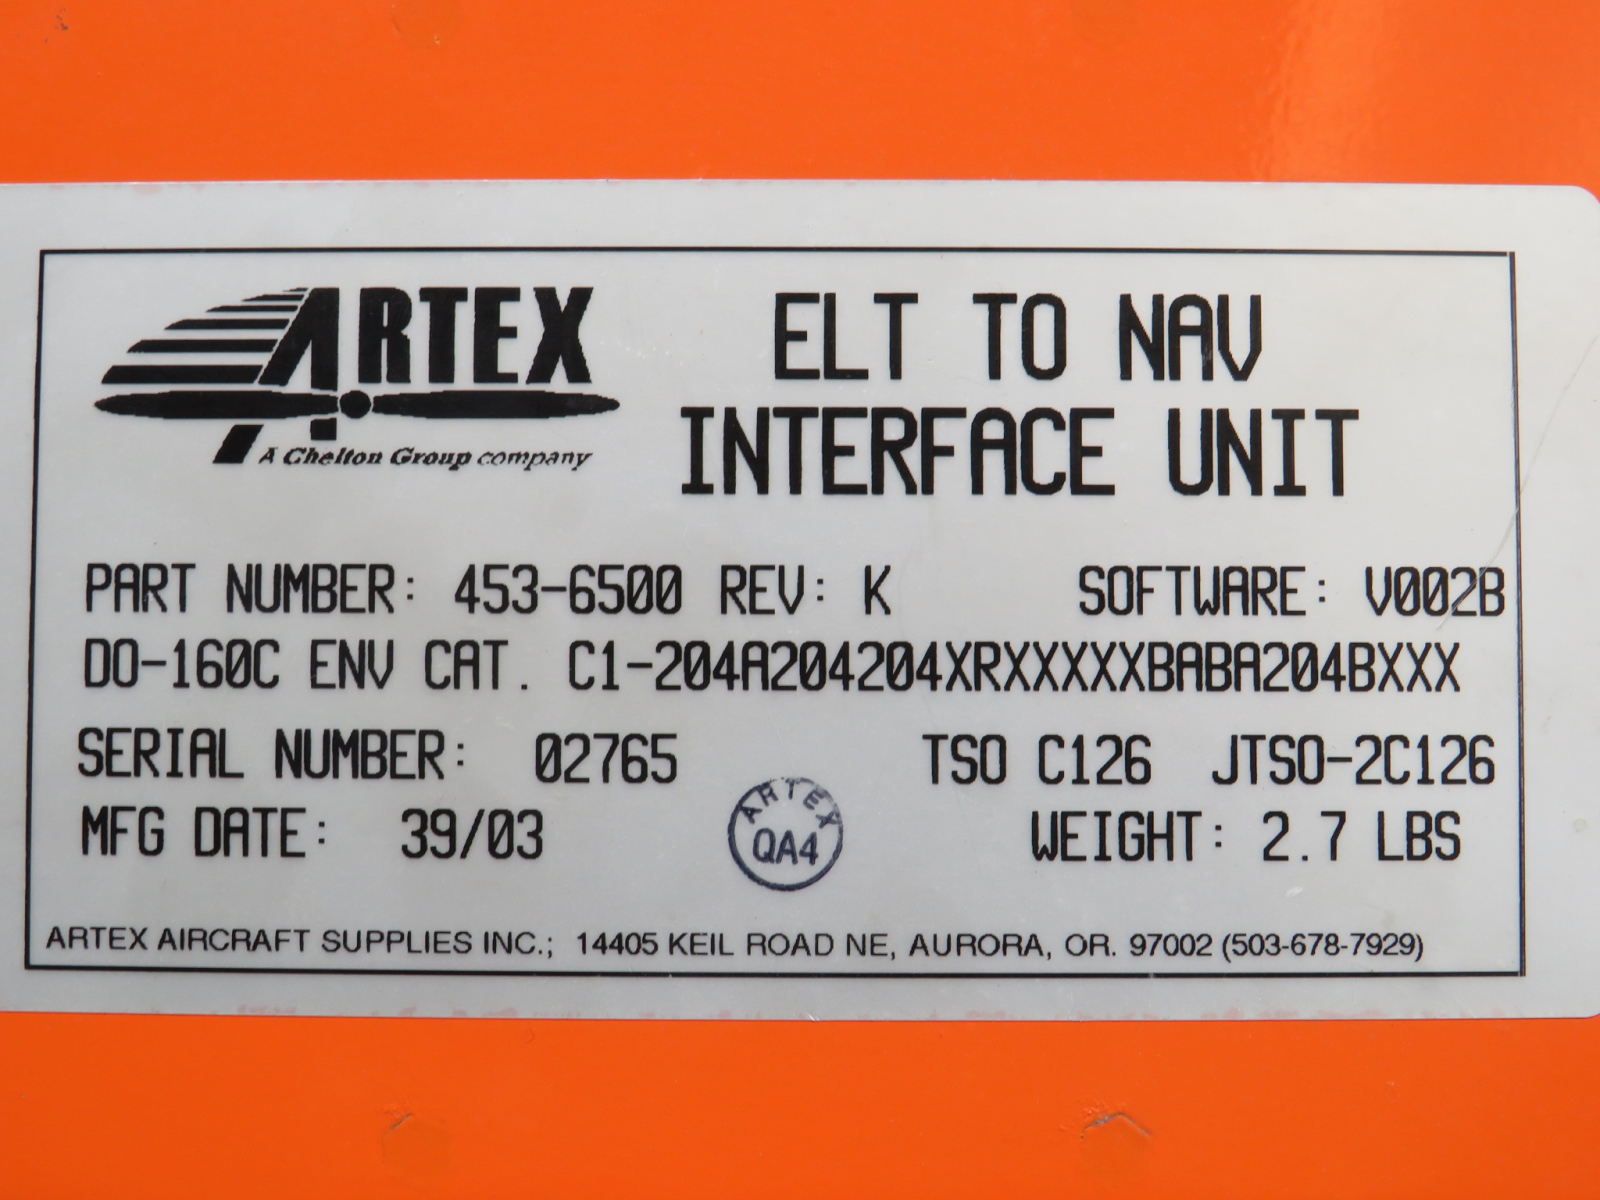 ARTEX
A Chelton Group company
ELT TO NAV
INTERFACE UNIT
PART NUMBER: 453-6500 REV: K SOFTWARE: V002B
DO-160C ENV CAT. C1-204A204204XRXXXXXBABA204BXXX
SERIAL NUMBER: 02765 TSO C126 JTSO-2C126
MFG DATE: 39/03 WEIGHT: 2.7 LBS
ARTEX
QA4
ARTEX AIRCRAFT SUPPLIES INC.; 14405 KEIL ROAD NE, AURORA, OR. 97002 (503-678-7929)